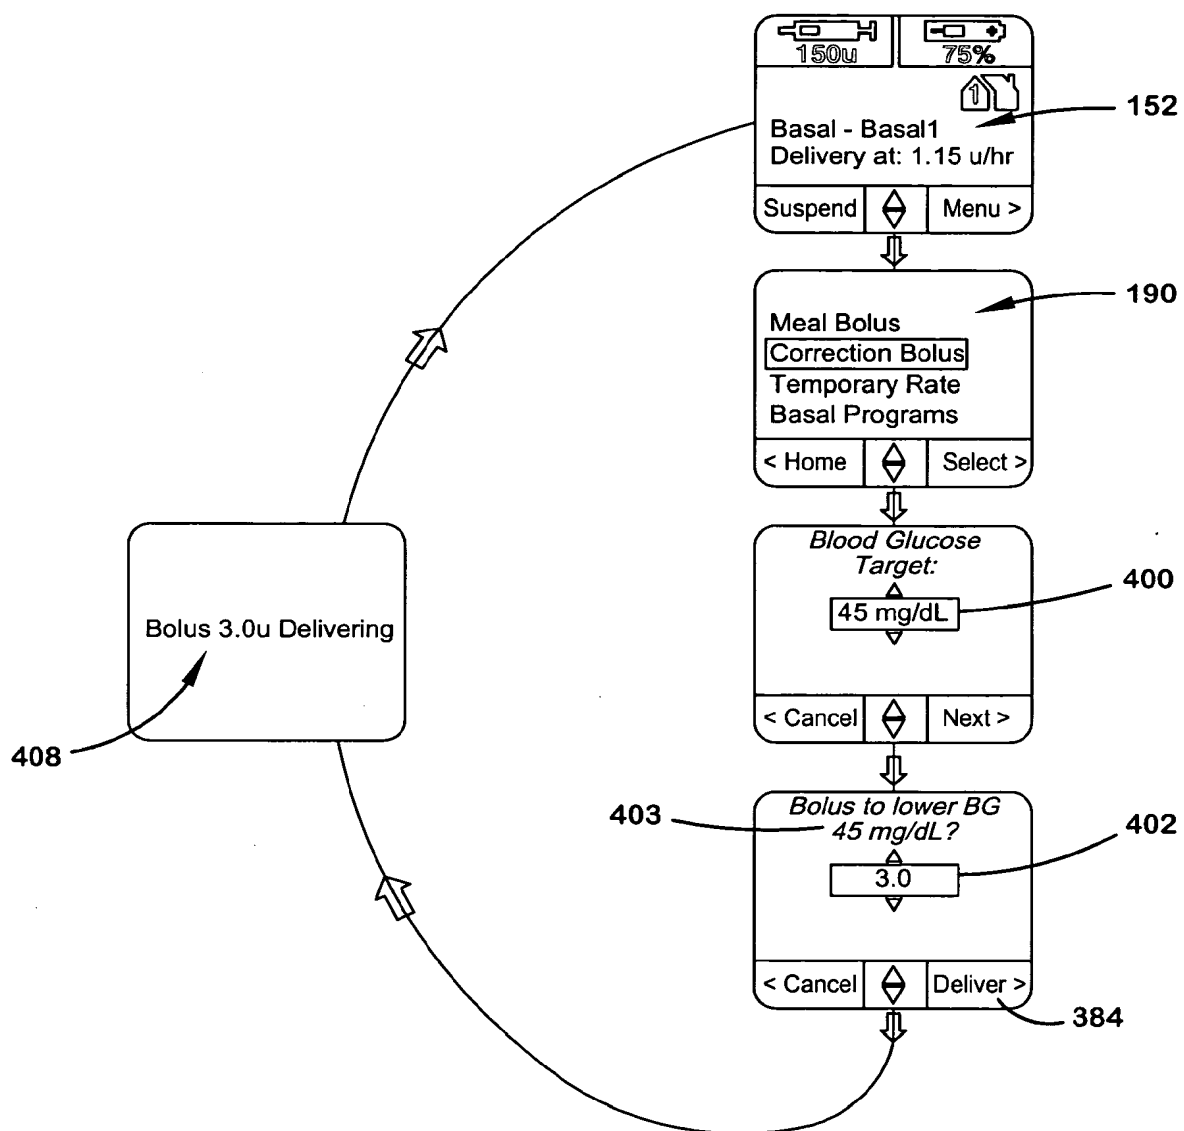 150u
75%
1
152
Basal - Basal1
Delivery at: 1.15 u/hr
Suspend
Menu >
190
Meal Bolus
Correction Bolus
Temporary Rate
Basal Programs
< Home
Select >
Blood Glucose
Target:
400
45 mg/dL
< Cancel
Next >
Bolus 3.0u Delivering
408
Bolus to lower BG
403
45 mg/dL?
402
3.0
< Cancel
Deliver >
384